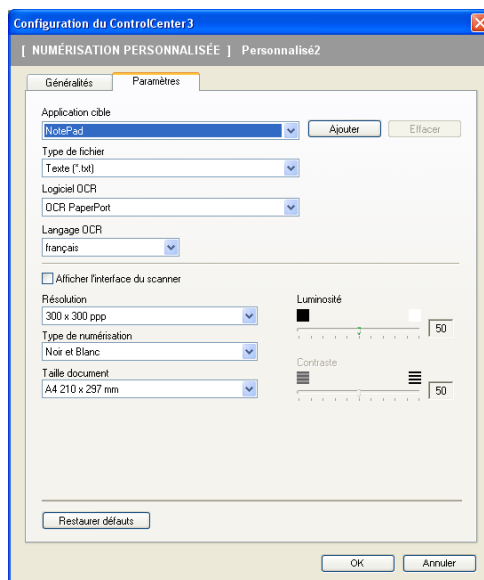 Configuration du ControlCenter3
[ NUMÉRISATION PERSONNALISÉE ] Personnalisé2
Généralités Paramètres
Application cible
NotePad Ajouter Effacer
Type de fichier
Texte (*.txt)
Logiciel OCR
OCR PaperPort
Langage OCR
français
Afficher l'interface du scanner
Résolution Luminosité
300 x 300 ppp 50
Type de numérisation
Noir et Blanc
Contraste
Taille document
A4 210 x 297 mm 50
Restaurer défauts
OK Annuler